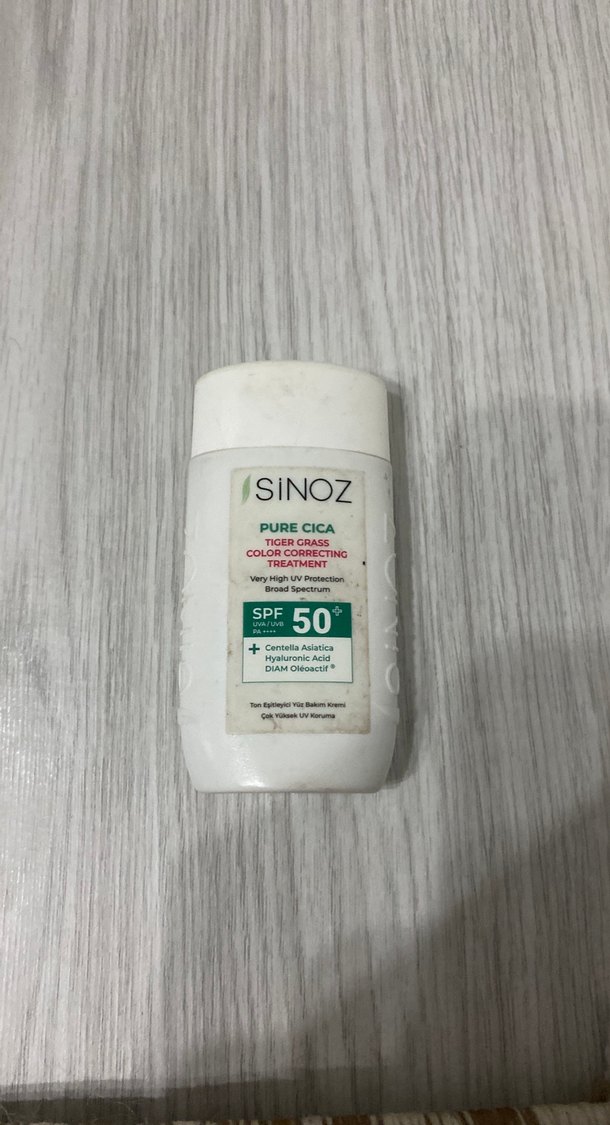 SiNOZ
PURE CICA
TIGER GRASS
COLOR CORRECTING
TREATMENT
Very High UV Protection
Broad Spectrum
SPF 50+
UVA / UVB
PA ++++
+ Centella Asiatica
Hyaluronic Acid
DIAM Oléoactif ®
Ton Eşitleyici Yüz Bakım Kremi
Çok Yüksek UV Koruma